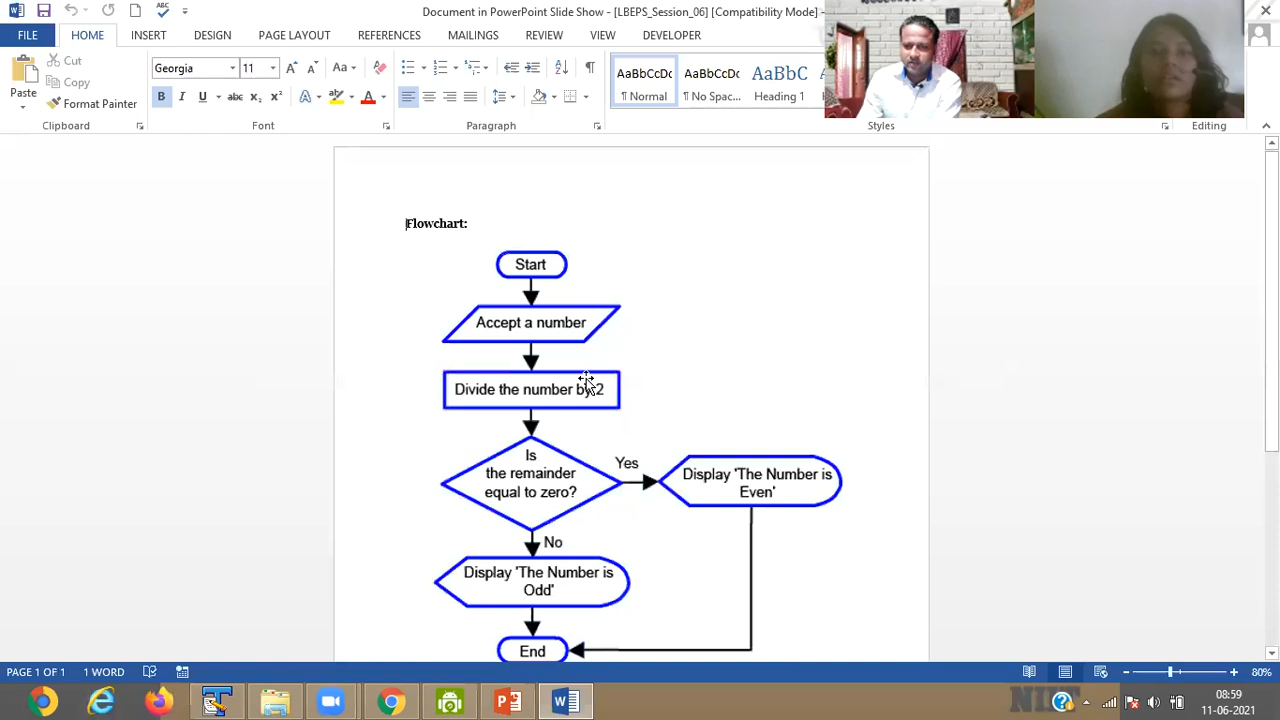 Document in PowerPoint Slide Show - [LBEPS_Session_06] [Compatibility Mode] -
FILE HOME INSERT DESIGN PAGE LAYOUT REFERENCES MAILINGS REVIEW VIEW DEVELOPER
Paste
Cut
Copy
Format Painter
Clipboard
Georgia 11
Font
Paragraph
AaBbCcDc AaBbCcDc AaBbC
¶ Normal ¶ No Spac... Heading 1
Styles
Editing
Flowchart:
Start
Accept a number
Divide the number by 2
Is
the remainder
equal to zero?
Yes
Display 'The Number is
Even'
No
Display 'The Number is
Odd'
End
PAGE 1 OF 1 1 WORD 80%
08:59
11-06-2021